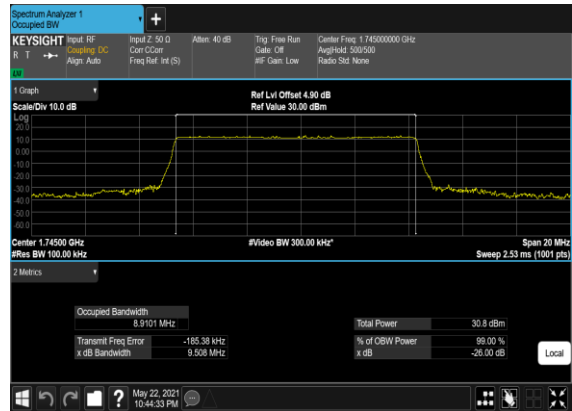 Spectrum Analyzer 1
Occupied BW
+
KEYSIGHT Input: RF Input Z: 50 Ω Atten: 40 dB Trig: Free Run Center Freq: 1.745000000 GHz
R T Coupling: DC Corr CCorr Gate: Off Avg|Hold: 500/500
Align: Auto Freq Ref: Int (S) #IF Gain: Low Radio Std: None
LW
1 Graph
Ref Lvl Offset 4.90 dB
Scale/Div 10.0 dB Ref Value 30.00 dBm
Log
20.0
10.0
0.00
-10.0
-20.0
-30.0
-40.0
-50.0
-60.0
Center 1.74500 GHz #Video BW 300.00 kHz* Span 20 MHz
#Res BW 100.00 kHz Sweep 2.53 ms (1001 pts)
2 Metrics
Occupied Bandwidth
8.9101 MHz Total Power 30.8 dBm
Transmit Freq Error -185.38 kHz % of OBW Power 99.00 %
x dB Bandwidth 9.508 MHz x dB -26.00 dB
Local
? May 22, 2021
10:44:33 PM